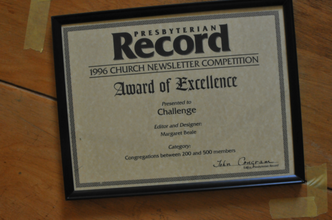 PRESBYTERIAN
Record
1996 CHURCH NEWSLETTER COMPETITION
Award of Excellence
Presented to
Challenge
Editor and Designer:
Margaret
Category:
Congregations between 200 and 500 members
John Congram